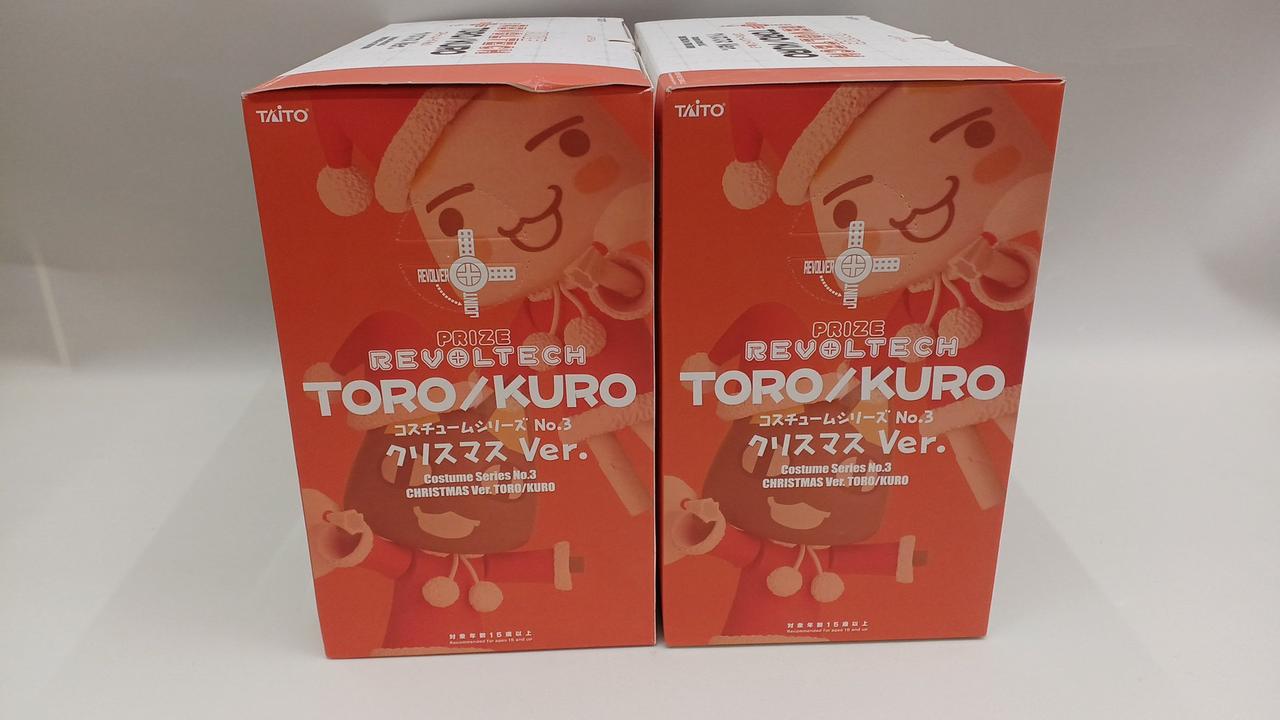 TAITO
REVOLVER
JOINT
PRIZE
REVOLTECH
TORO/KURO
コスチュームシリーズ No.3
クリスマス Ver.
Costume Series No.3
CHRISTMAS Ver. TORO/KURO
対象年齢15歳以上
Recommended for ages 15 and up
TAITO
REVOLVER
JOINT
PRIZE
REVOLTECH
TORO/KURO
コスチュームシリーズ No.3
クリスマス Ver.
Costume Series No.3
CHRISTMAS Ver. TORO/KURO
対象年齢15歳以上
Recommended for ages 15 and up